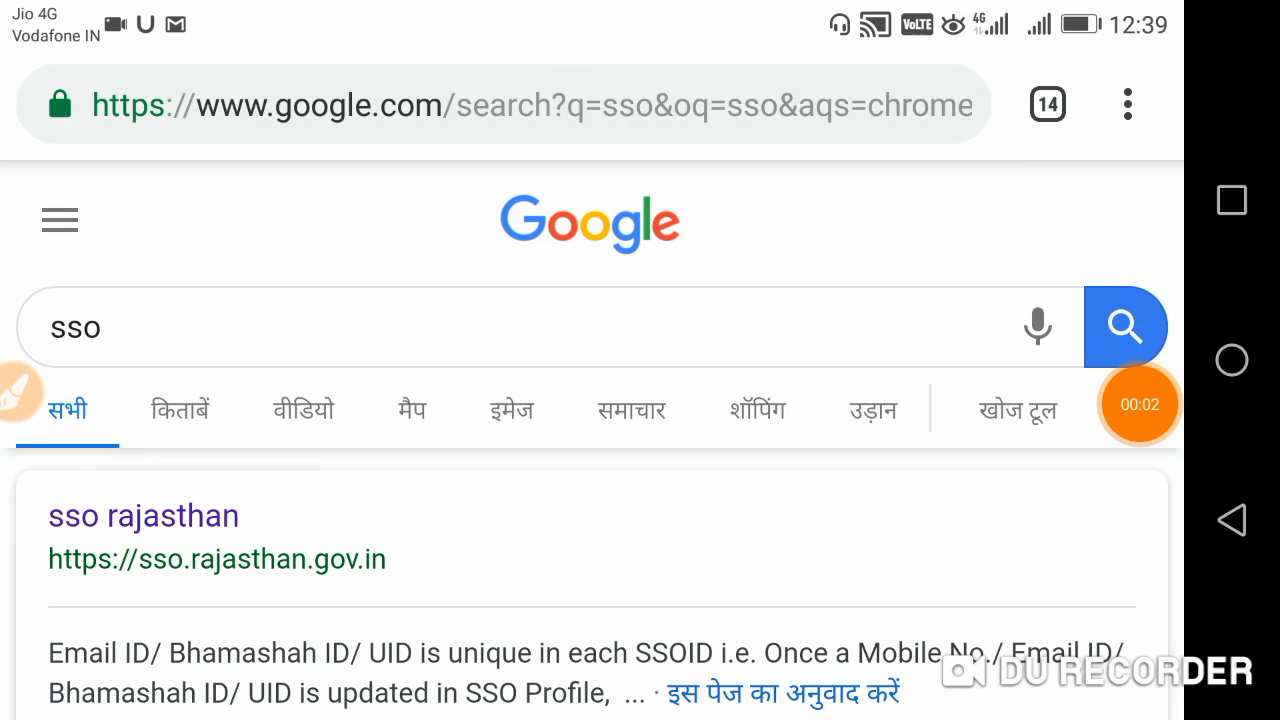 Jio 4G
Vodafone IN
VoLTE
4G
12:39
https://www.google.com/search?q=sso&oq=sso&aqs=chrome
14
Google
sso
सभी किताबें वीडियो मैप इमेज समाचार शॉपिंग उड़ान खोज टूल
00:02
sso rajasthan
https://sso.rajasthan.gov.in
Email ID/ Bhamashah ID/ UID is unique in each SSOID i.e. Once a Mobile No./ Email ID/
Bhamashah ID/ UID is updated in SSO Profile, ... · इस पेज का अनुवाद करें
DU RECORDER